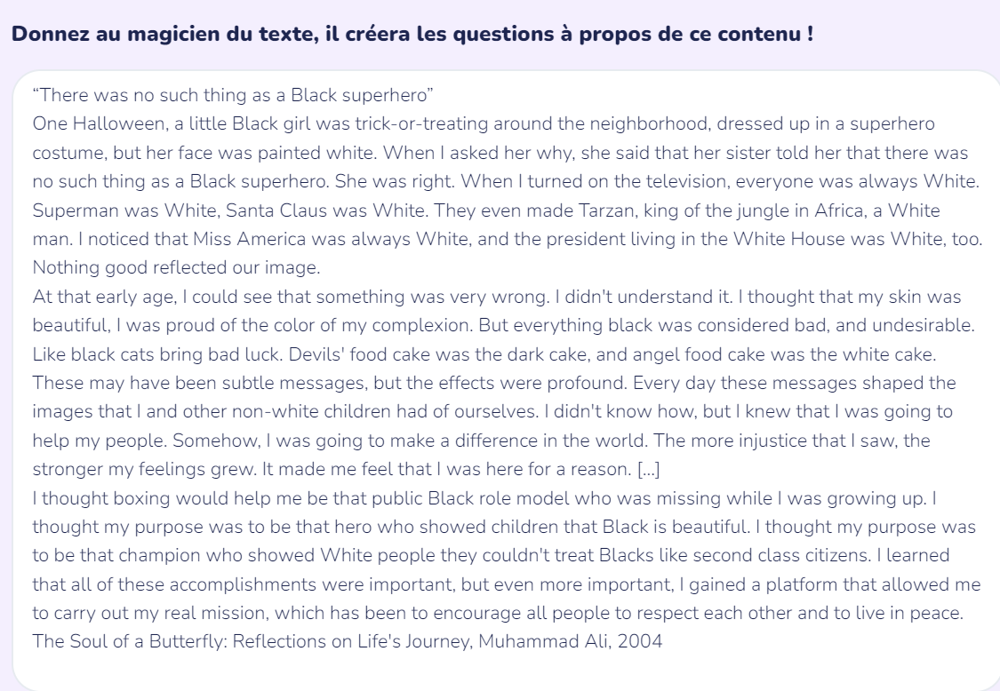 Donnez au magicien du texte, il créera les questions à propos de ce contenu !
“There was no such thing as a Black superhero”
One Halloween, a little Black girl was trick-or-treating around the neighborhood, dressed up in a superhero
costume, but her face was painted white. When I asked her why, she said that her sister told her that there was
no such thing as a Black superhero. She was right. When I turned on the television, everyone was always White.
Superman was White, Santa Claus was White. They even made Tarzan, king of the jungle in Africa, a White
man. I noticed that Miss America was always White, and the president living in the White House was White, too.
Nothing good reflected our image.
At that early age, I could see that something was very wrong. I didn't understand it. I thought that my skin was
beautiful, I was proud of the color of my complexion. But everything black was considered bad, and undesirable.
Like black cats bring bad luck. Devils' food cake was the dark cake, and angel food cake was the white cake.
These may have been subtle messages, but the effects were profound. Every day these messages shaped the
images that I and other non-white children had of ourselves. I didn't know how, but I knew that I was going to
help my people. Somehow, I was going to make a difference in the world. The more injustice that I saw, the
stronger my feelings grew. It made me feel that I was here for a reason. [...]
I thought boxing would help me be that public Black role model who was missing while I was growing up. I
thought my purpose was to be that hero who showed children that Black is beautiful. I thought my purpose was
to be that champion who showed White people they couldn't treat Blacks like second class citizens. I learned
that all of these accomplishments were important, but even more important, I gained a platform that allowed me
to carry out my real mission, which has been to encourage all people to respect each other and to live in peace.
The Soul of a Butterfly: Reflections on Life's Journey, Muhammad Ali, 2004